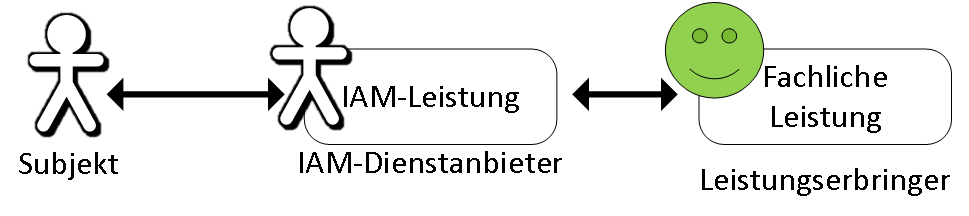 IAM-Leistung
Fachliche
Leistung
Subjekt
IAM-Dienstanbieter
Leistungserbringer